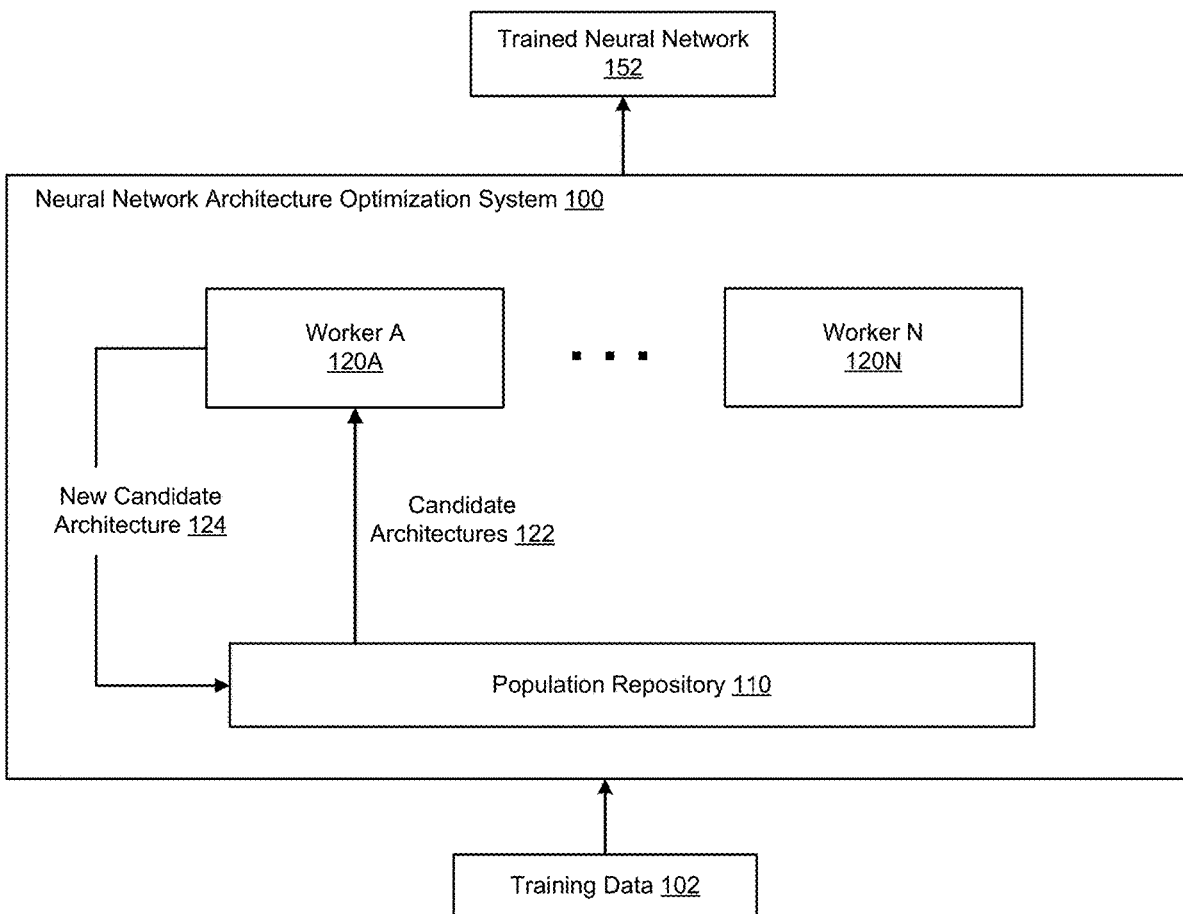 Trained Neural Network
152
Neural Network Architecture Optimization System 100
Worker A
120A
Worker N
120N
New Candidate
Architecture 124
Candidate
Architectures 122
Population Repository 110
Training Data 102